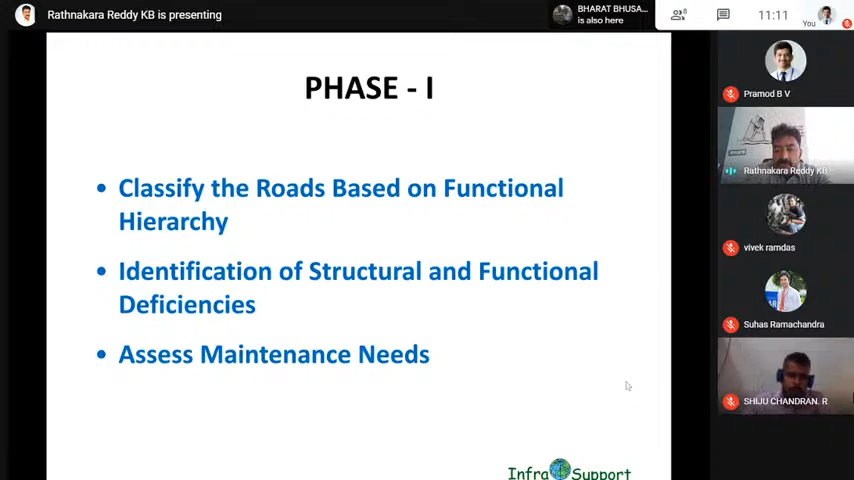 Rathnakara Reddy KB is presenting
BHARAT BHUSA...
is also here
8
11:11
You
PHASE - I
• Classify the Roads Based on Functional
Hierarchy
• Identification of Structural and Functional
Deficiencies
• Assess Maintenance Needs
Infra Support
Pramod B V
Rathnakara Reddy KB
vivek ramdas
Suhas Ramachandra
SHIJU CHANDRAN. R